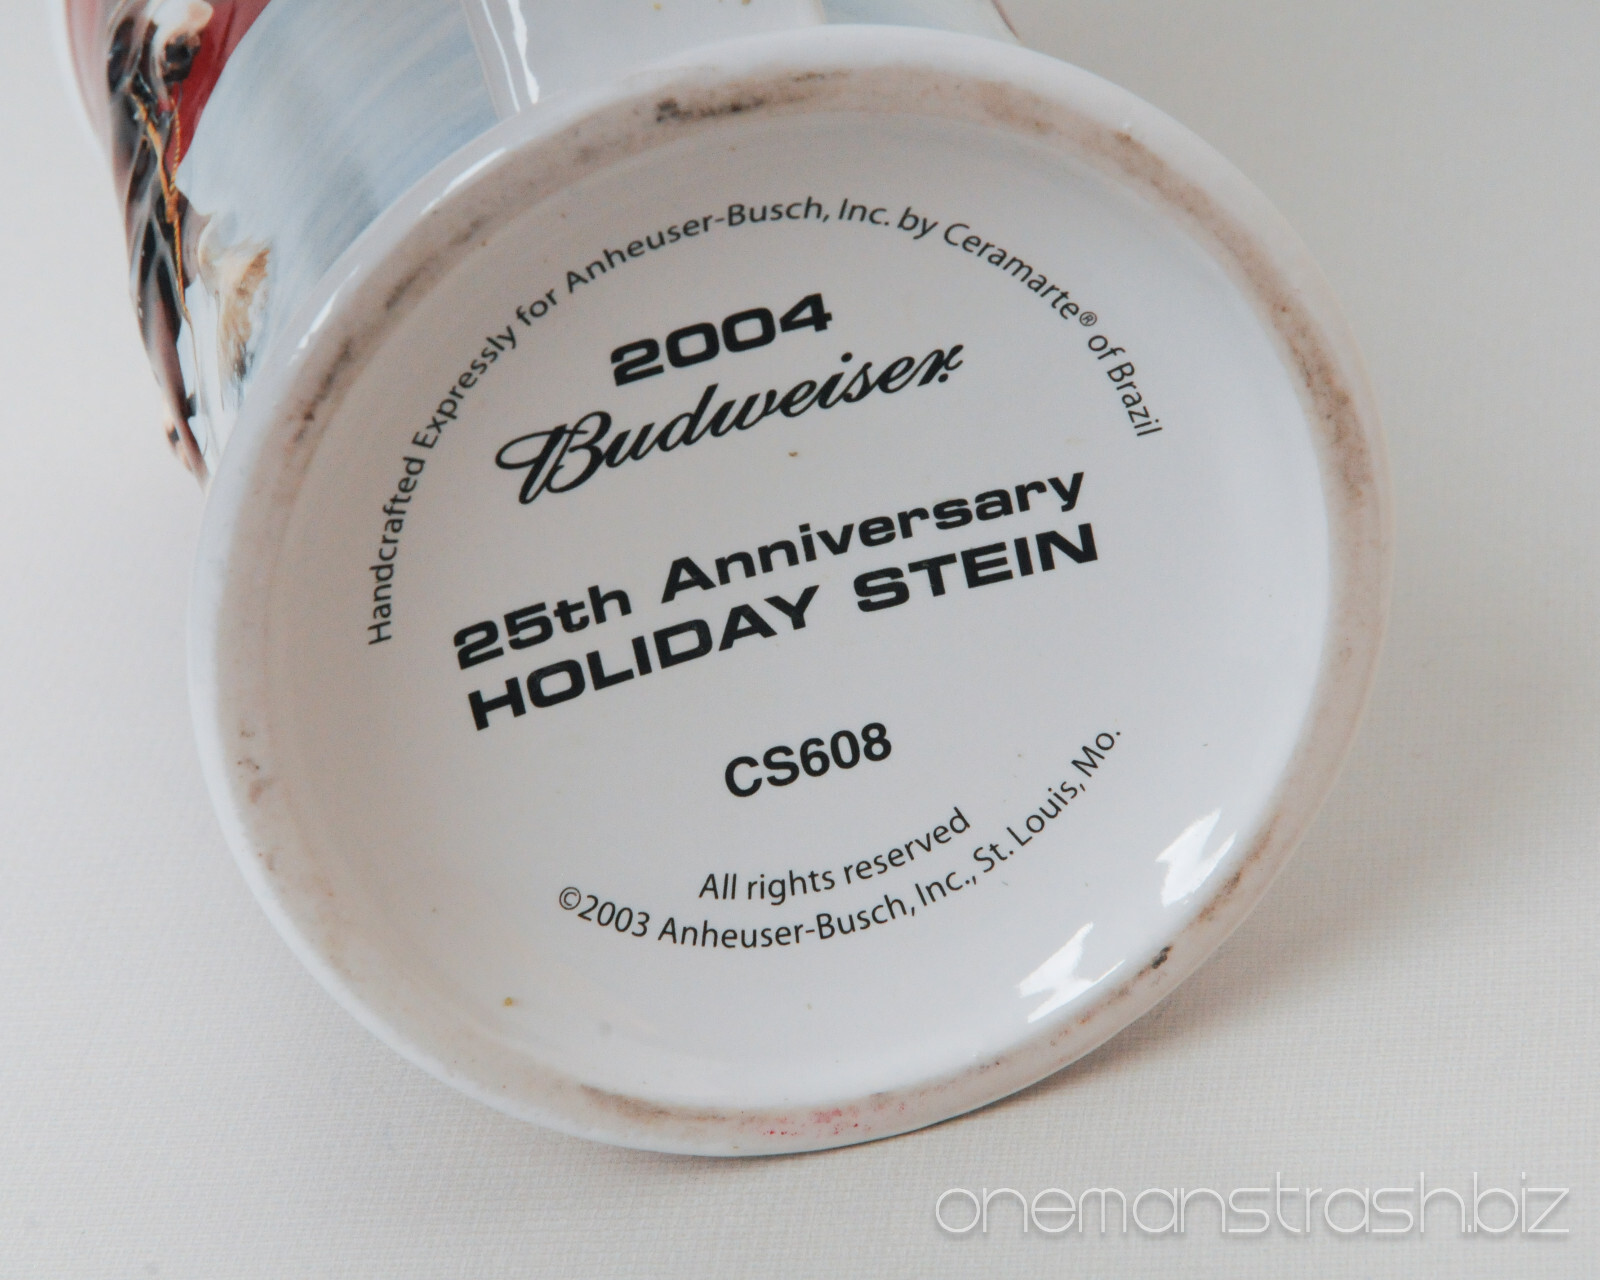 Handcrafted Expressly for Anheuser-Busch, Inc. by Ceramarte® of Brazil
2004
Budweiser
25th Anniversary
HOLIDAY STEIN
CS608
All rights reserved
©2003 Anheuser-Busch, Inc., St. Louis, Mo.
onemanstrash.biz